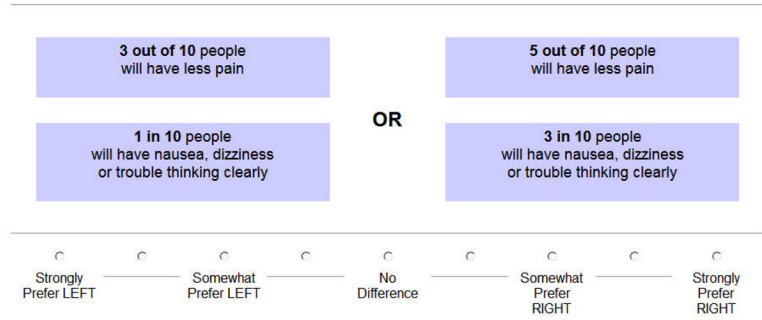 3 out of 10 people
will have less pain
5 out of 10 people
will have less pain
OR
1 in 10 people
will have nausea, dizziness
or trouble thinking clearly
3 in 10 people
will have nausea, dizziness
or trouble thinking clearly
Strongly
Prefer LEFT
Somewhat
Prefer LEFT
No
Difference
Somewhat
Prefer
RIGHT
Strongly
Prefer
RIGHT